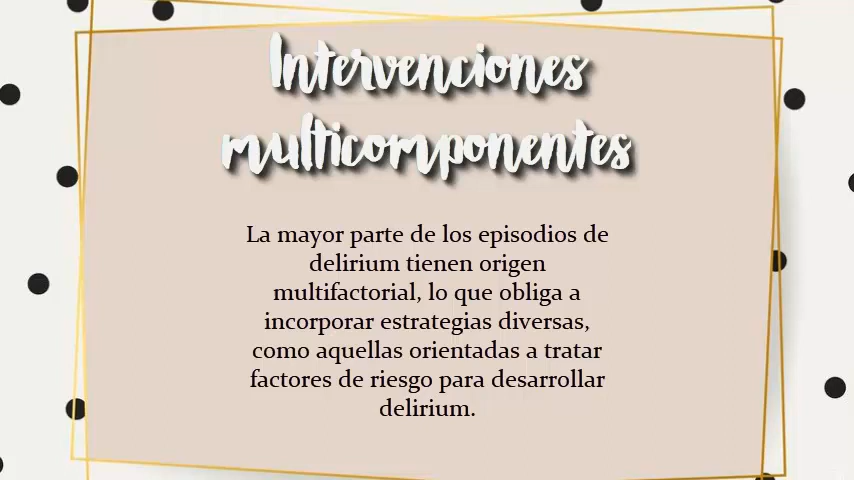 Intervenciones
multicomponentes
La mayor parte de los episodios de
delirium tienen origen
multifactorial, lo que obliga a
incorporar estrategias diversas,
como aquellas orientadas a tratar
factores de riesgo para desarrollar
delirium.